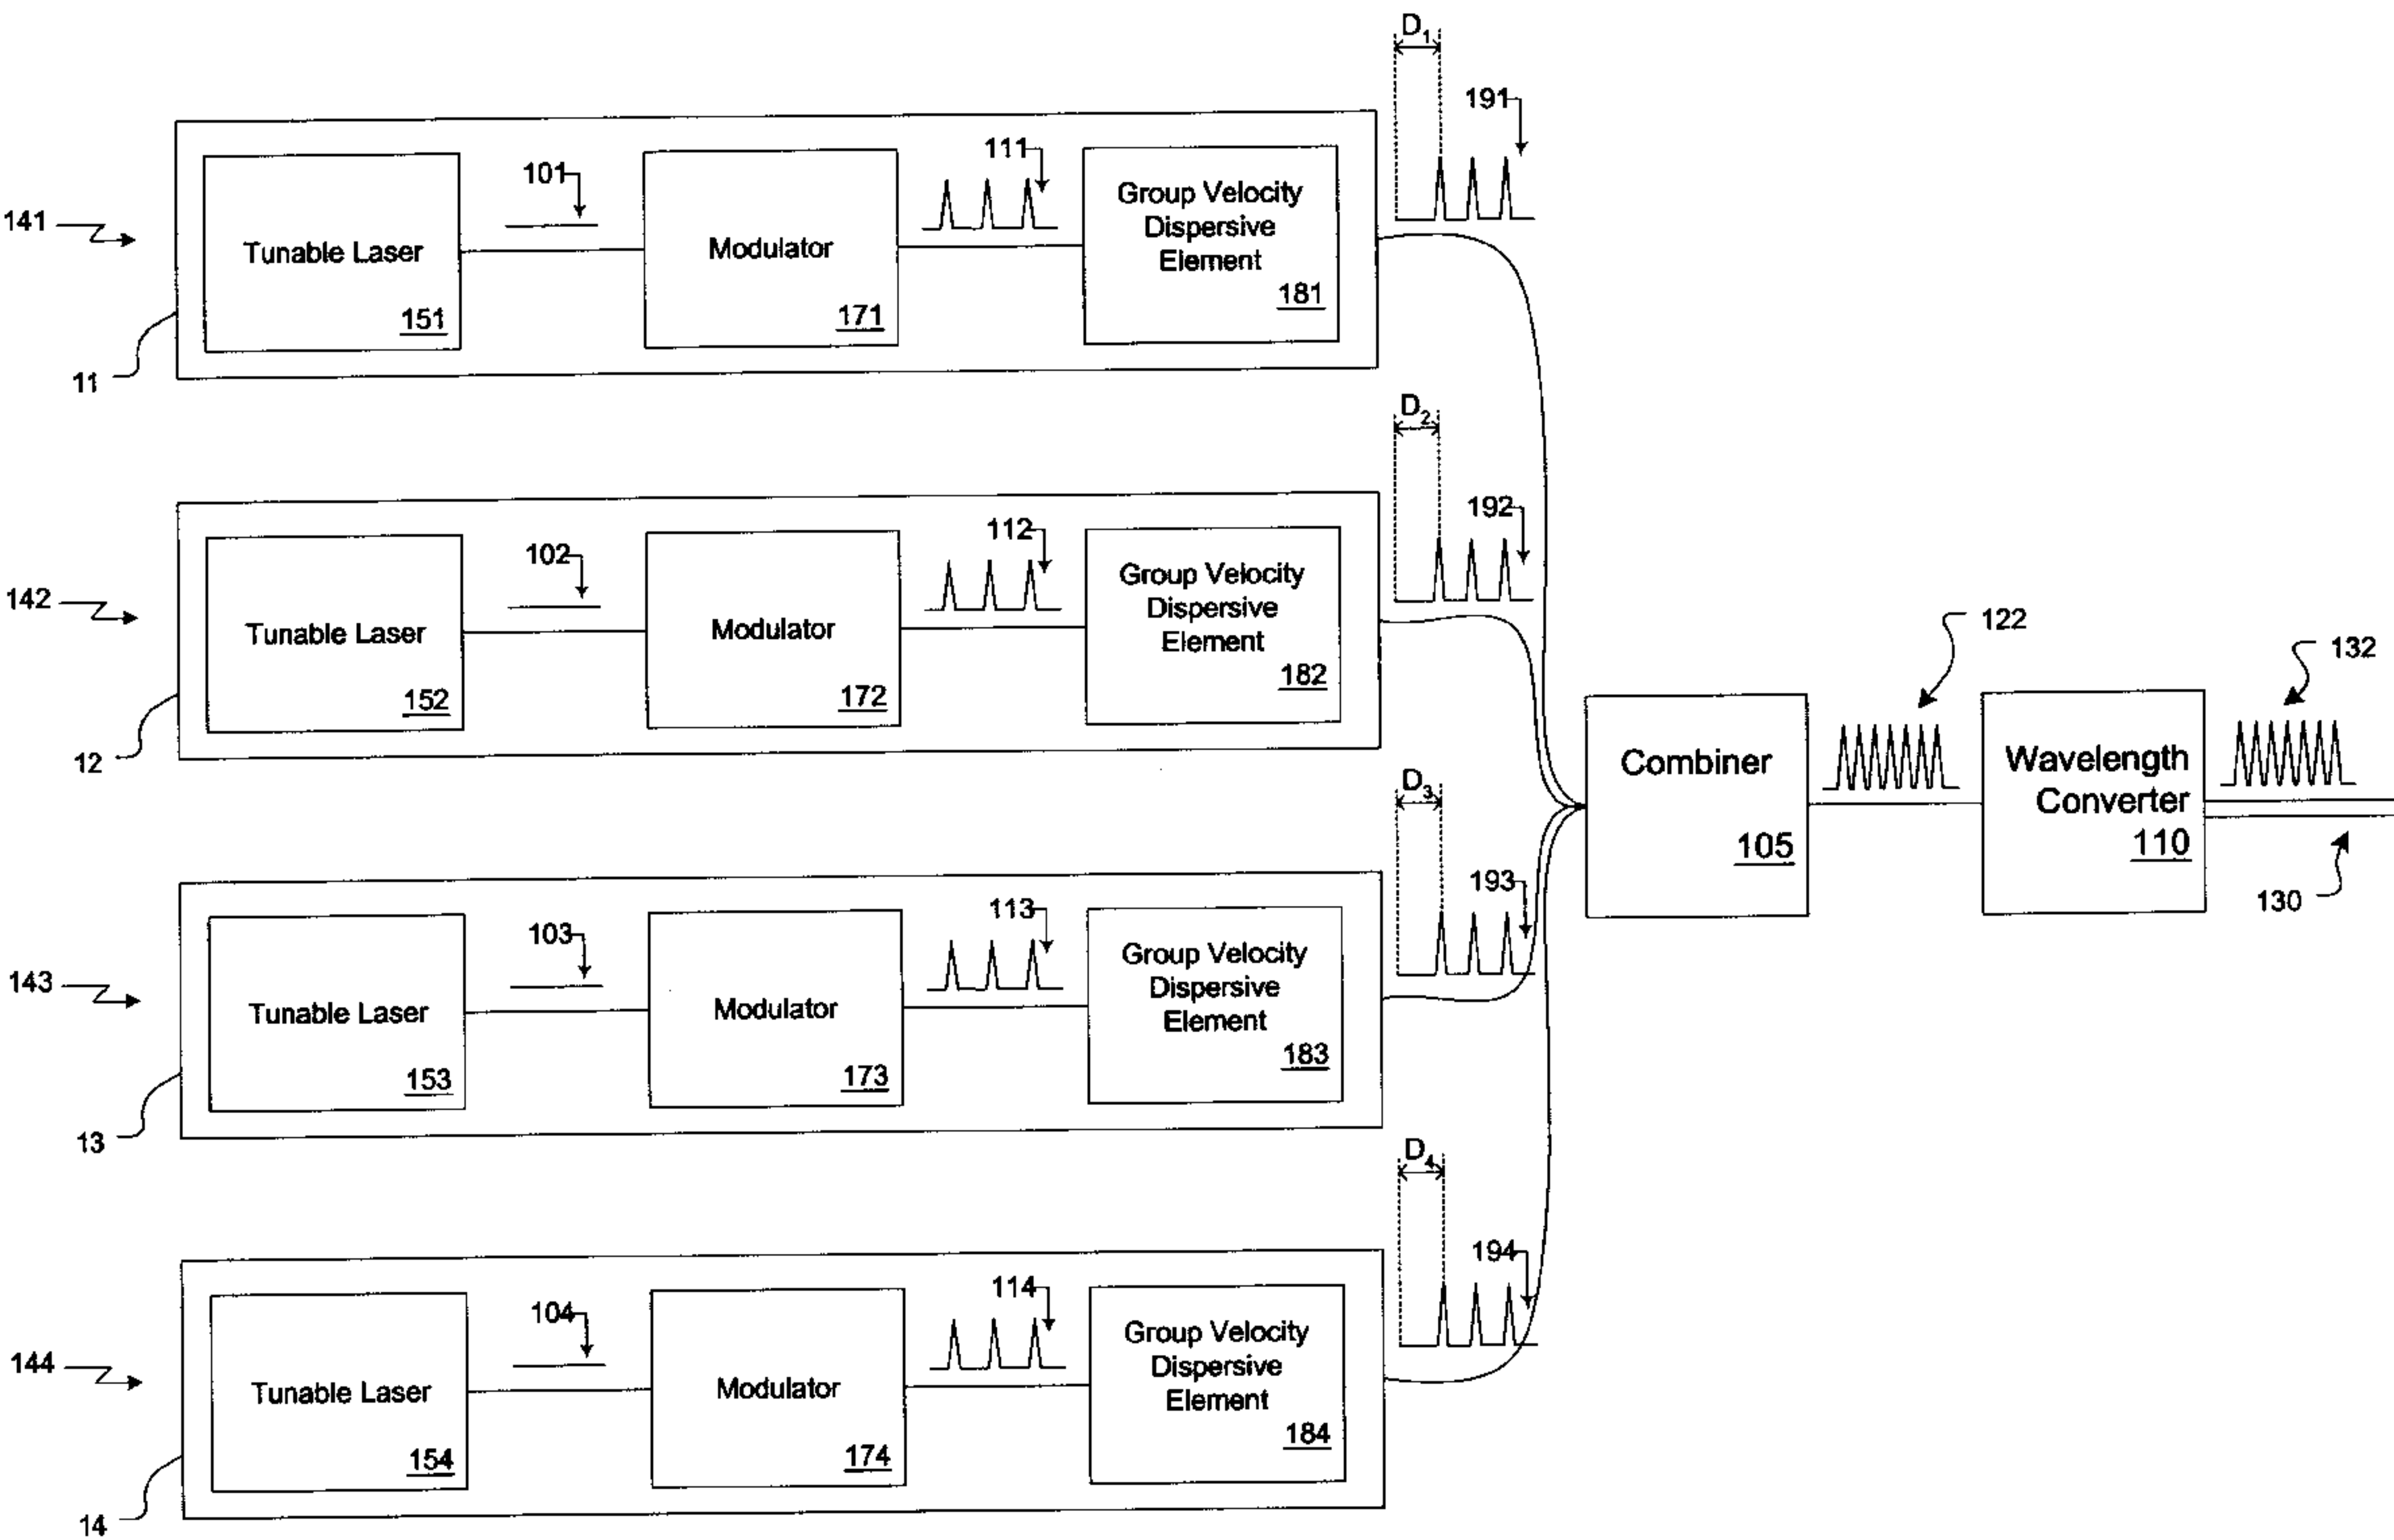 D1
191
101
111
141
Tunable Laser
151
Modulator
171
Group Velocity
Dispersive
Element
181
11
D2
192
102
112
142
Tunable Laser
152
Modulator
172
Group Velocity
Dispersive
Element
182
12
D3
193
103
113
143
Tunable Laser
153
Modulator
173
Group Velocity
Dispersive
Element
183
13
D4
194
104
114
144
Tunable Laser
154
Modulator
174
Group Velocity
Dispersive
Element
184
14
122
132
Combiner
105
Wavelength
Converter
110
130